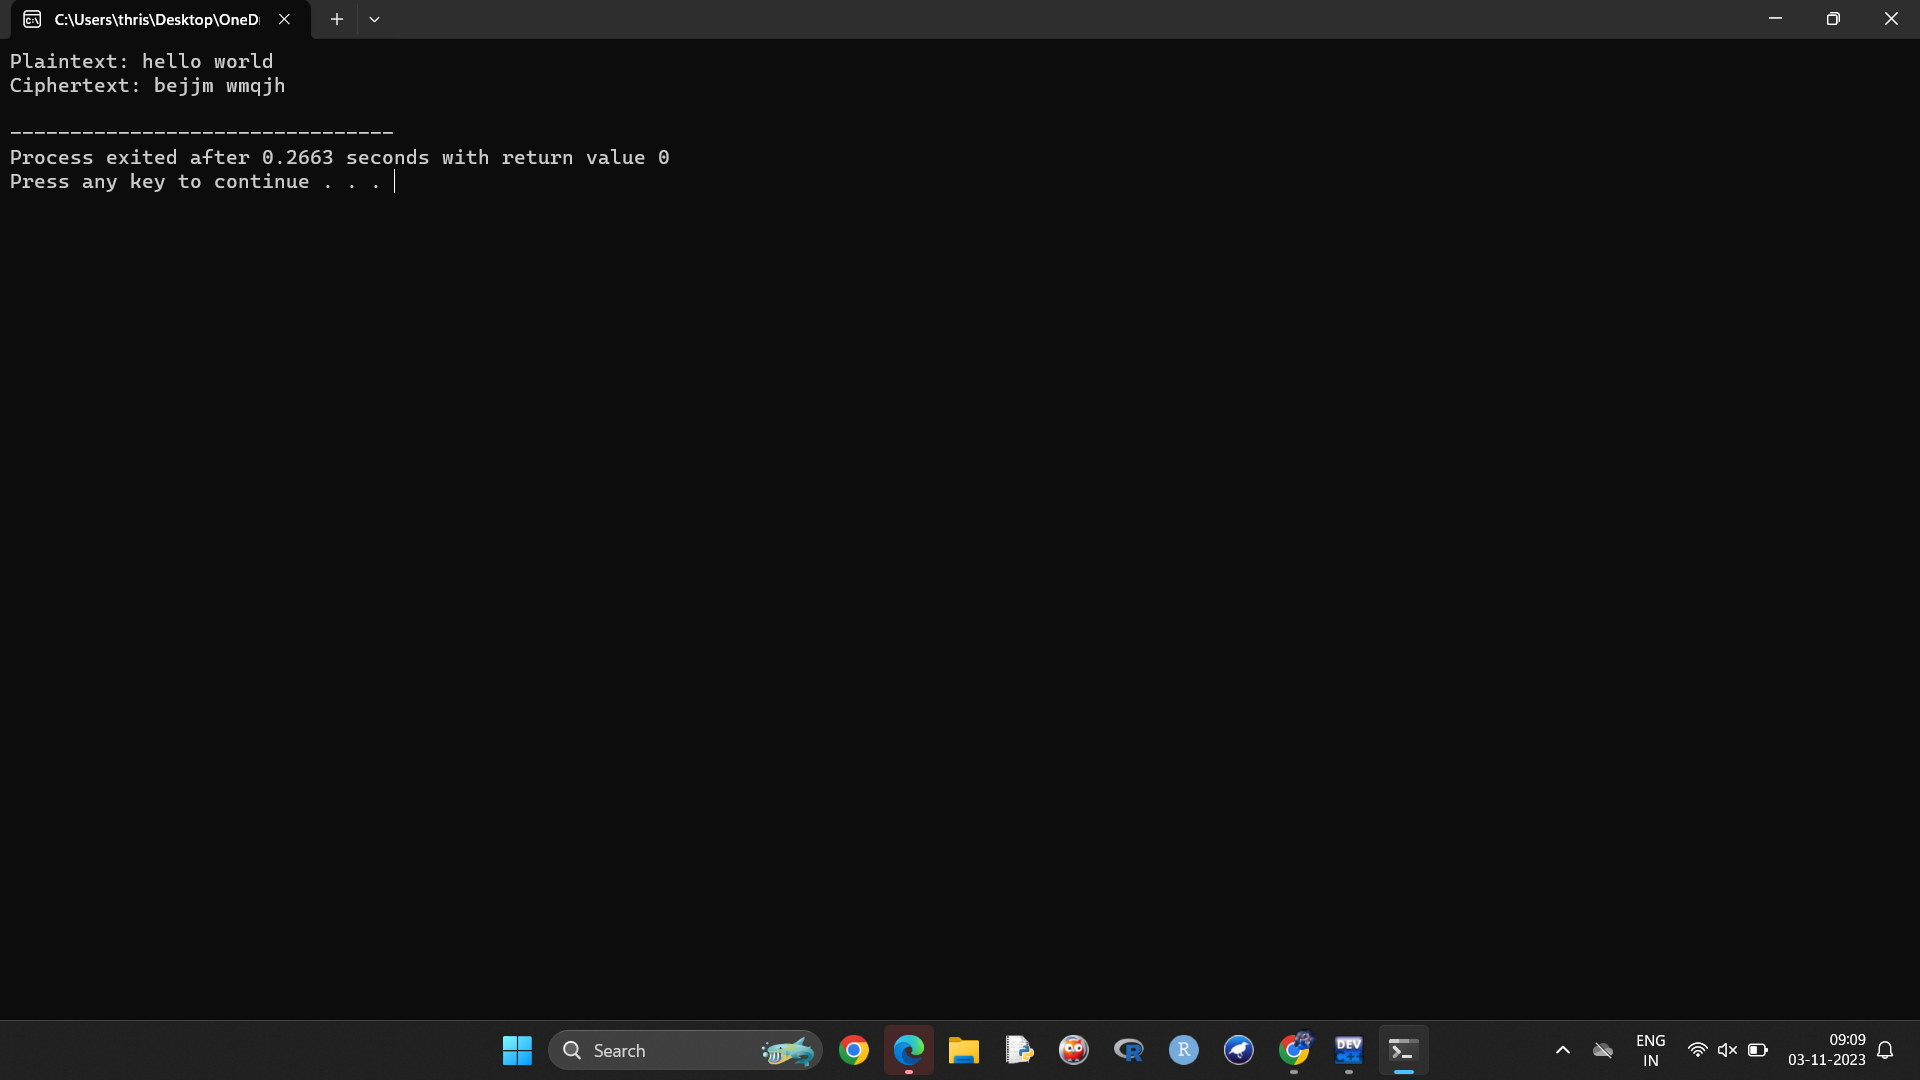 C:\Users\thris\Desktop\OneD
Plaintext: hello world
Ciphertext: bejjm wmqjh
--------------------------------
Process exited after 0.2663 seconds with return value 0
Press any key to continue . . .
Search
R
DEV
C++
ENG
IN
09:09
03-11-2023